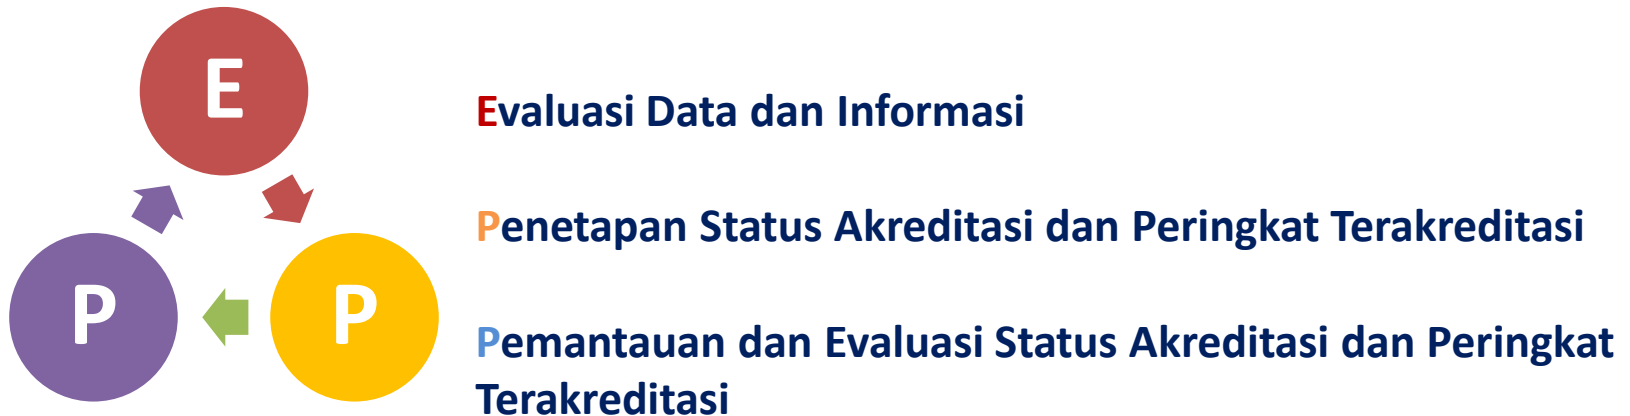 E
P
P
Evaluasi Data dan Informasi
Penetapan Status Akreditasi dan Peringkat Terakreditasi
Pemantauan dan Evaluasi Status Akreditasi dan Peringkat
Terakreditasi